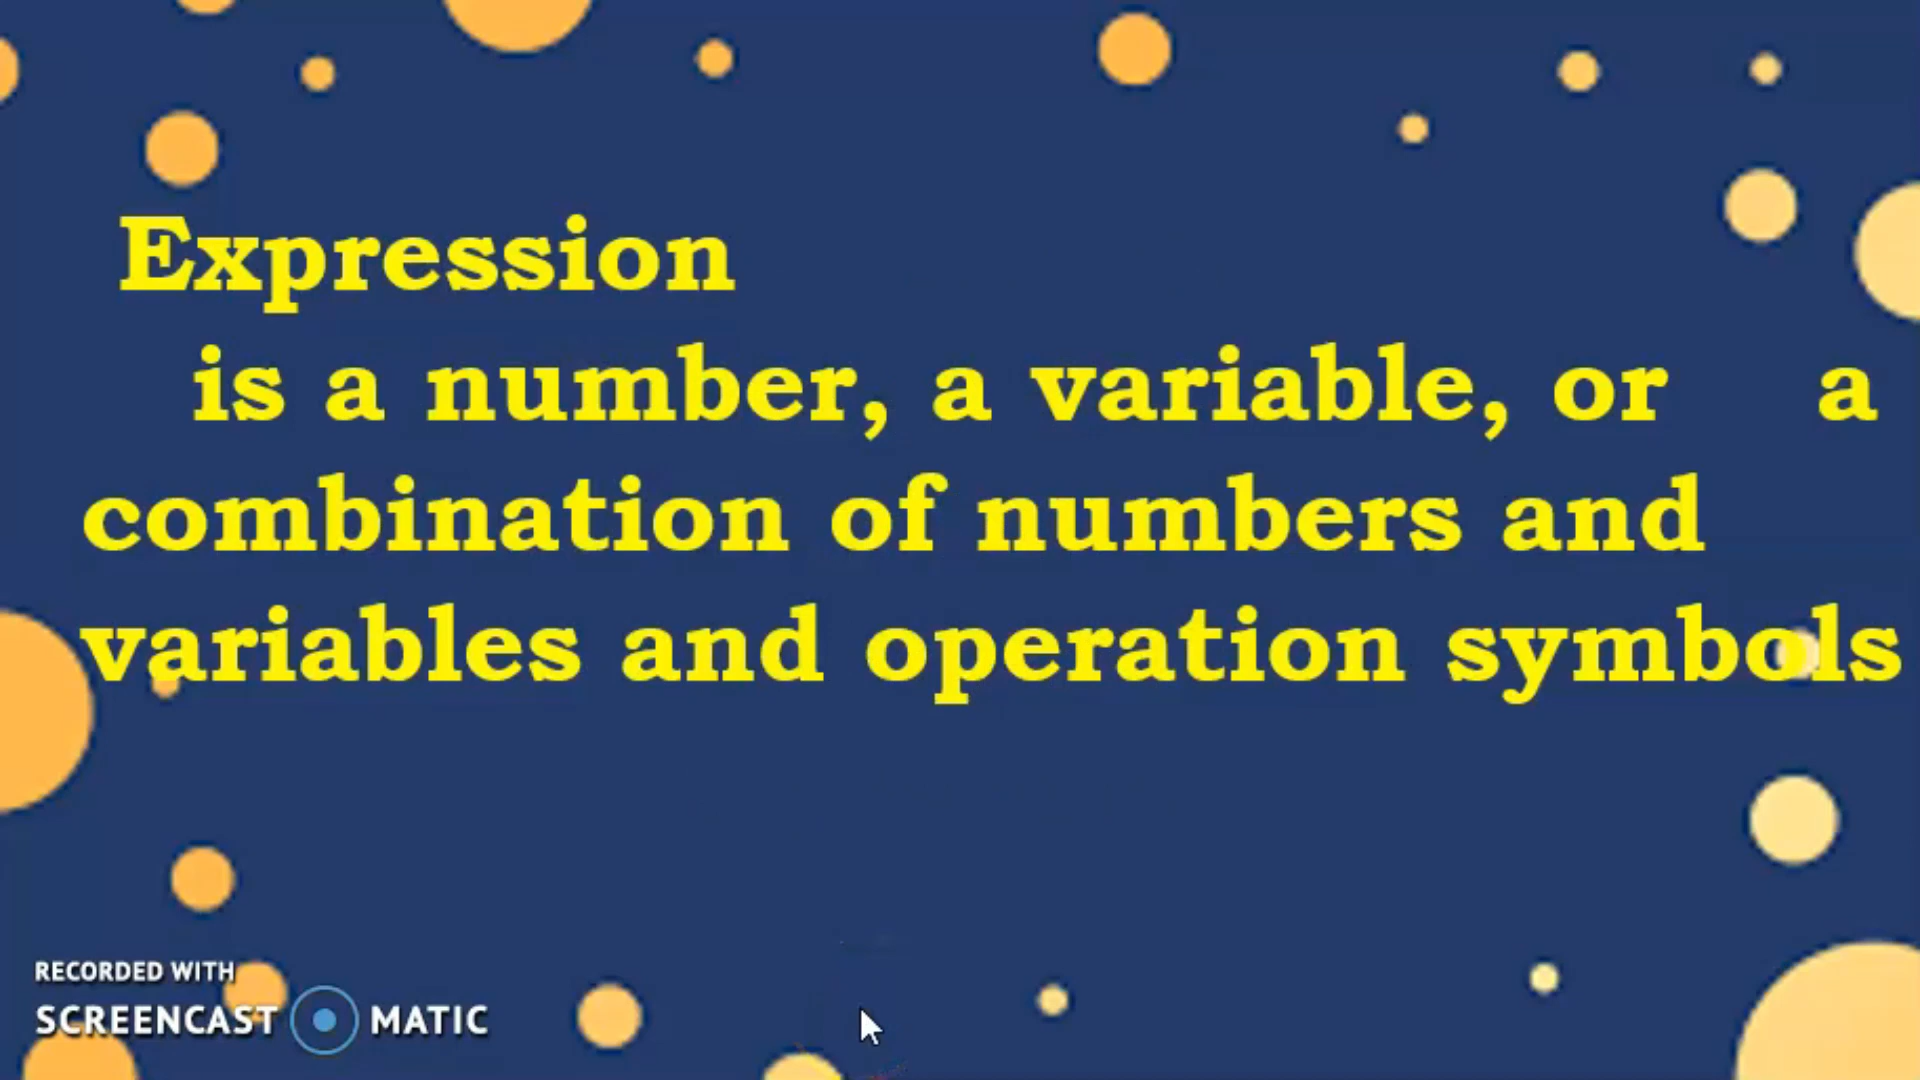 Expression
is a number, a variable, or a
combination of numbers and
variables and operation symbols
RECORDED WITH
SCREENCAST MATIC